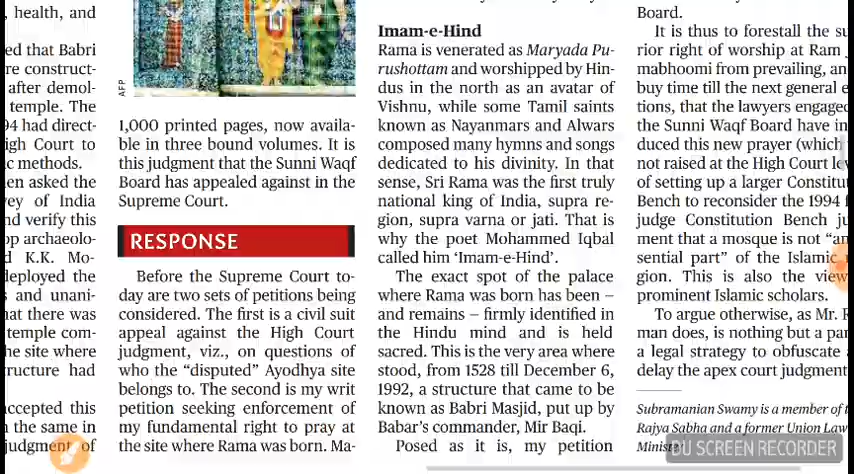 , health, and
ed that Babri
re construct-
after demol-
temple. The
94 had direct-
igh Court to
c methods.
en asked the
vey of India
nd verify this
op archaeolo-
d K.K. Mo-
deployed the
s and unani-
hat there was
temple com-
he site where
ructure had
accepted this
n the same in
judgment of
AFP
1,000 printed pages, now availa-
ble in three bound volumes. It is
this judgment that the Sunni Waqf
Board has appealed against in the
Supreme Court.
RESPONSE
Before the Supreme Court to-
day are two sets of petitions being
considered. The first is a civil suit
appeal against the High Court
judgment, viz., on questions of
who the “disputed” Ayodhya site
belongs to. The second is my writ
petition seeking enforcement of
my fundamental right to pray at
the site where Rama was born. Ma-
Imam-e-Hind
Rama is venerated as Maryada Pu-
rushottam and worshipped by Hin-
dus in the north as an avatar of
Vishnu, while some Tamil saints
known as Nayanmars and Alwars
composed many hymns and songs
dedicated to his divinity. In that
sense, Sri Rama was the first truly
national king of India, supra re-
gion, supra varna or jati. That is
why the poet Mohammed Iqbal
called him ‘Imam-e-Hind’.
The exact spot of the palace
where Rama was born has been –
and remains – firmly identified in
the Hindu mind and is held
sacred. This is the very area where
stood, from 1528 till December 6,
1992, a structure that came to be
known as Babri Masjid, put up by
Babar’s commander, Mir Baqi.
Posed as it is, my petition
Board.
It is thus to forestall the su
rior right of worship at Ram
mabhoomi from prevailing, an
buy time till the next general e
tions, that the lawyers engaged
the Sunni Waqf Board have in
duced this new prayer (which
not raised at the High Court lev
of setting up a larger Constitu
Bench to reconsider the 1994 f
judge Constitution Bench ju
ment that a mosque is not “an
sential part” of the Islamic
gion. This is also the view
prominent Islamic scholars.
To argue otherwise, as Mr. R
man does, is nothing but a par
a legal strategy to obfuscate a
delay the apex court judgment
Subramanian Swamy is a member of t
Rajya Sabha and a former Union Law
Ministe
DU SCREEN RECORDER